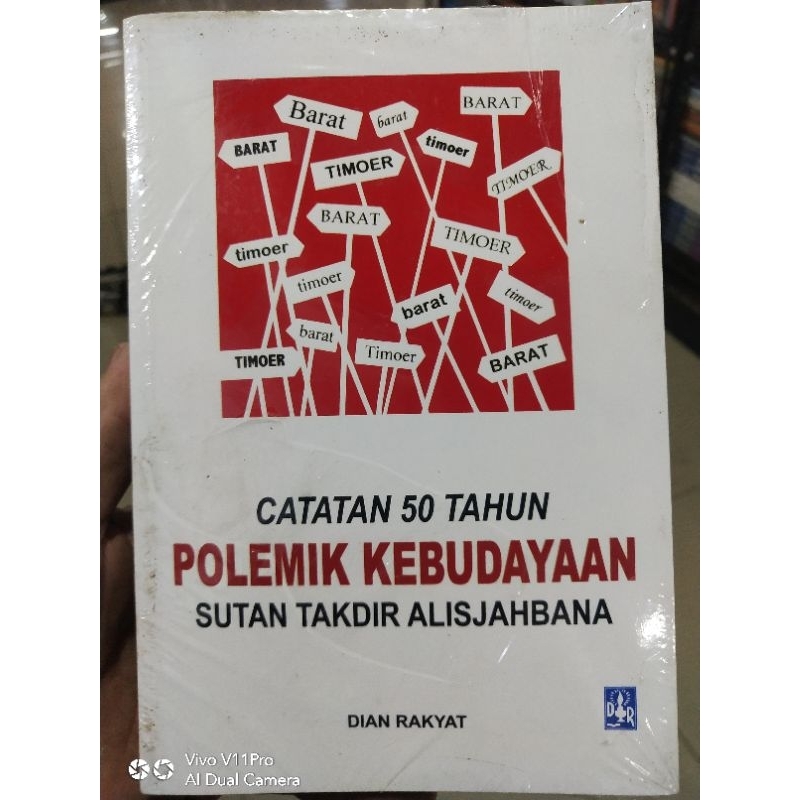 Barat
barat
BARAT
BARAT
timoer
TIMOER
TIMOER
BARAT
TIMOER
timoer
timoer
timoer
barat
barat
TIMOER
Timoer
BARAT
CATATAN 50 TAHUN
POLEMIK KEBUDAYAAN
SUTAN TAKDIR ALISJAHBANA
DIAN RAKYAT
D R
Vivo V11Pro
AI Dual Camera